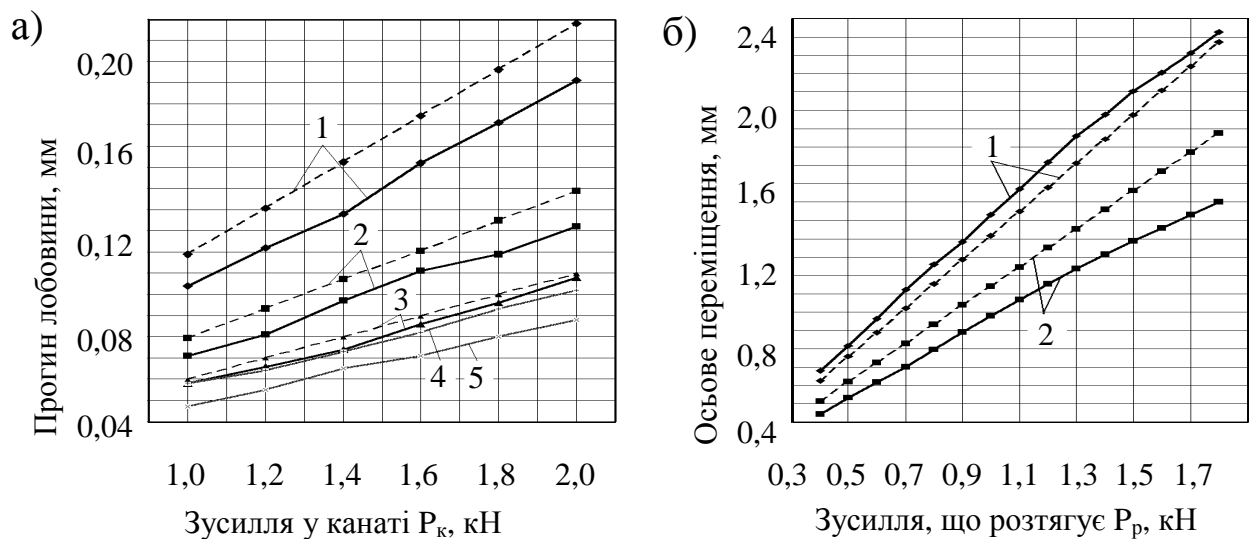 а)
Прогин лобовини, мм
0,20
0,16
0,12
0,08
0,04
1
2
3
4
5
1,0 1,2 1,4 1,6 1,8 2,0
Зусилля у канаті Рк, кН
б)
Осьове переміщення, мм
2,4
2,0
1,6
1,2
0,8
0,4
1
2
0,3 0,5 0,7 0,9 1,1 1,3 1,5 1,7
Зусилля, що розтягує Рр, кН